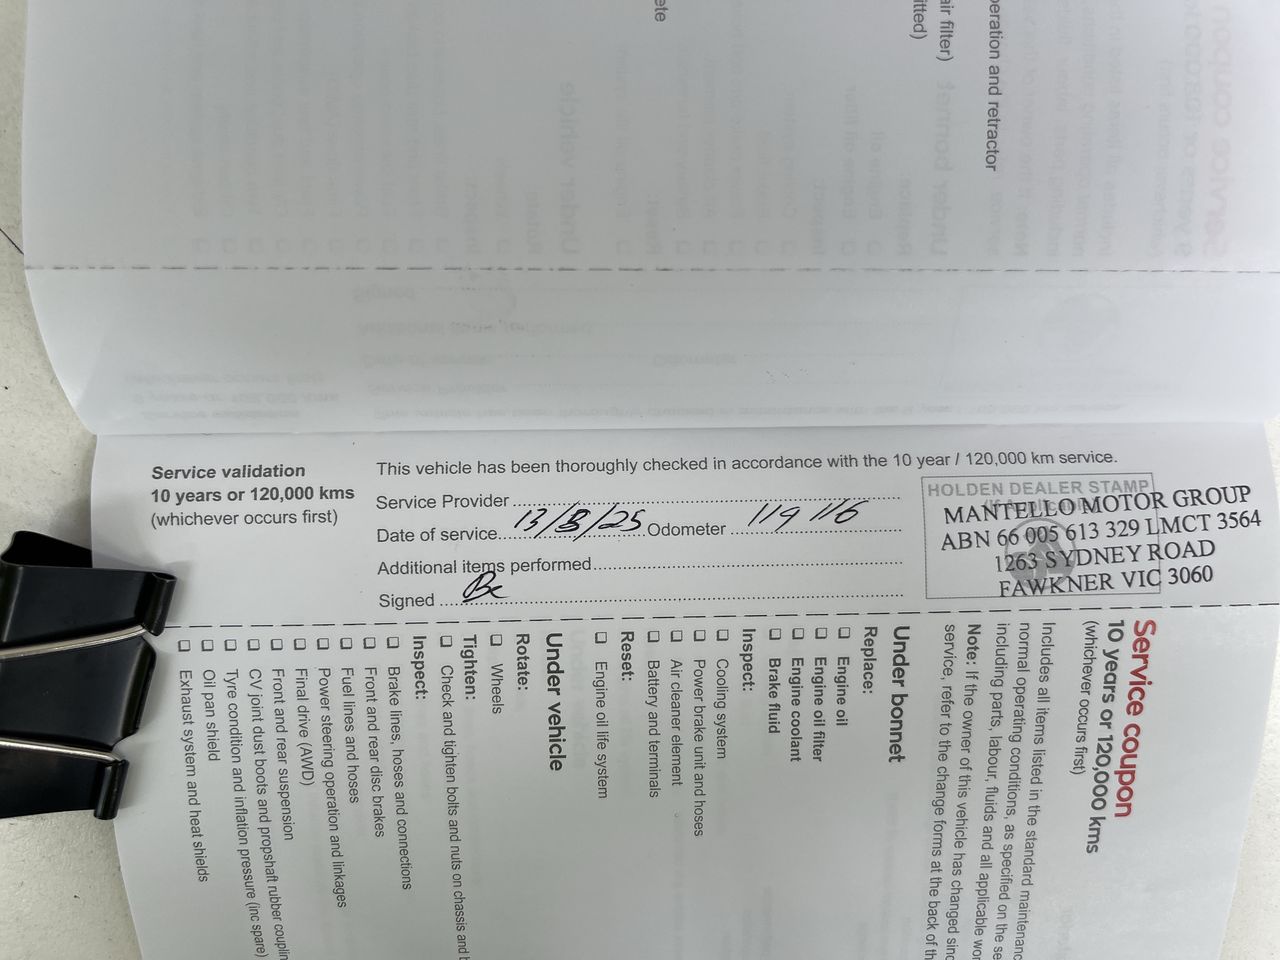 ete
air filter)
itted)
peration and retractor
Service validation
10 years or 120,000 kms
(whichever occurs first)
This vehicle has been thoroughly checked in accordance with the 10 year / 120,000 km service.
Service Provider
Date of service 13/8/25 Odometer 119 116
Additional items performed
Signed
HOLDEN DEALER STAMP
MANTELLO MOTOR GROUP
ABN 66 005 613 329 LMCT 3564
1263 SYDNEY ROAD
FAWKNER VIC 3060
Service coupon
10 years or 120,000 kms
(whichever occurs first)
Includes all items listed in the standard maintenanc
normal operating conditions, as specified on the se
including parts, labour, fluids and all applicable wor
Note: If the owner of this vehicle has changed sinc
service, refer to the change forms at the back of th
Under bonnet
Replace:
Engine oil
Engine oil filter
Engine coolant
Brake fluid
Inspect:
Cooling system
Power brake unit and hoses
Air cleaner element
Battery and terminals
Reset:
Engine oil life system
Under vehicle
Rotate:
Wheels
Tighten:
Check and tighten bolts and nuts on chassis and b
Inspect:
Brake lines, hoses and connections
Front and rear disc brakes
Fuel lines and hoses
Power steering operation and linkages
Final drive (AWD)
Front and rear suspension
CV joint dust boots and propshaft rubber couplin
Tyre condition and inflation pressure (inc spare)
Oil pan shield
Exhaust system and heat shields